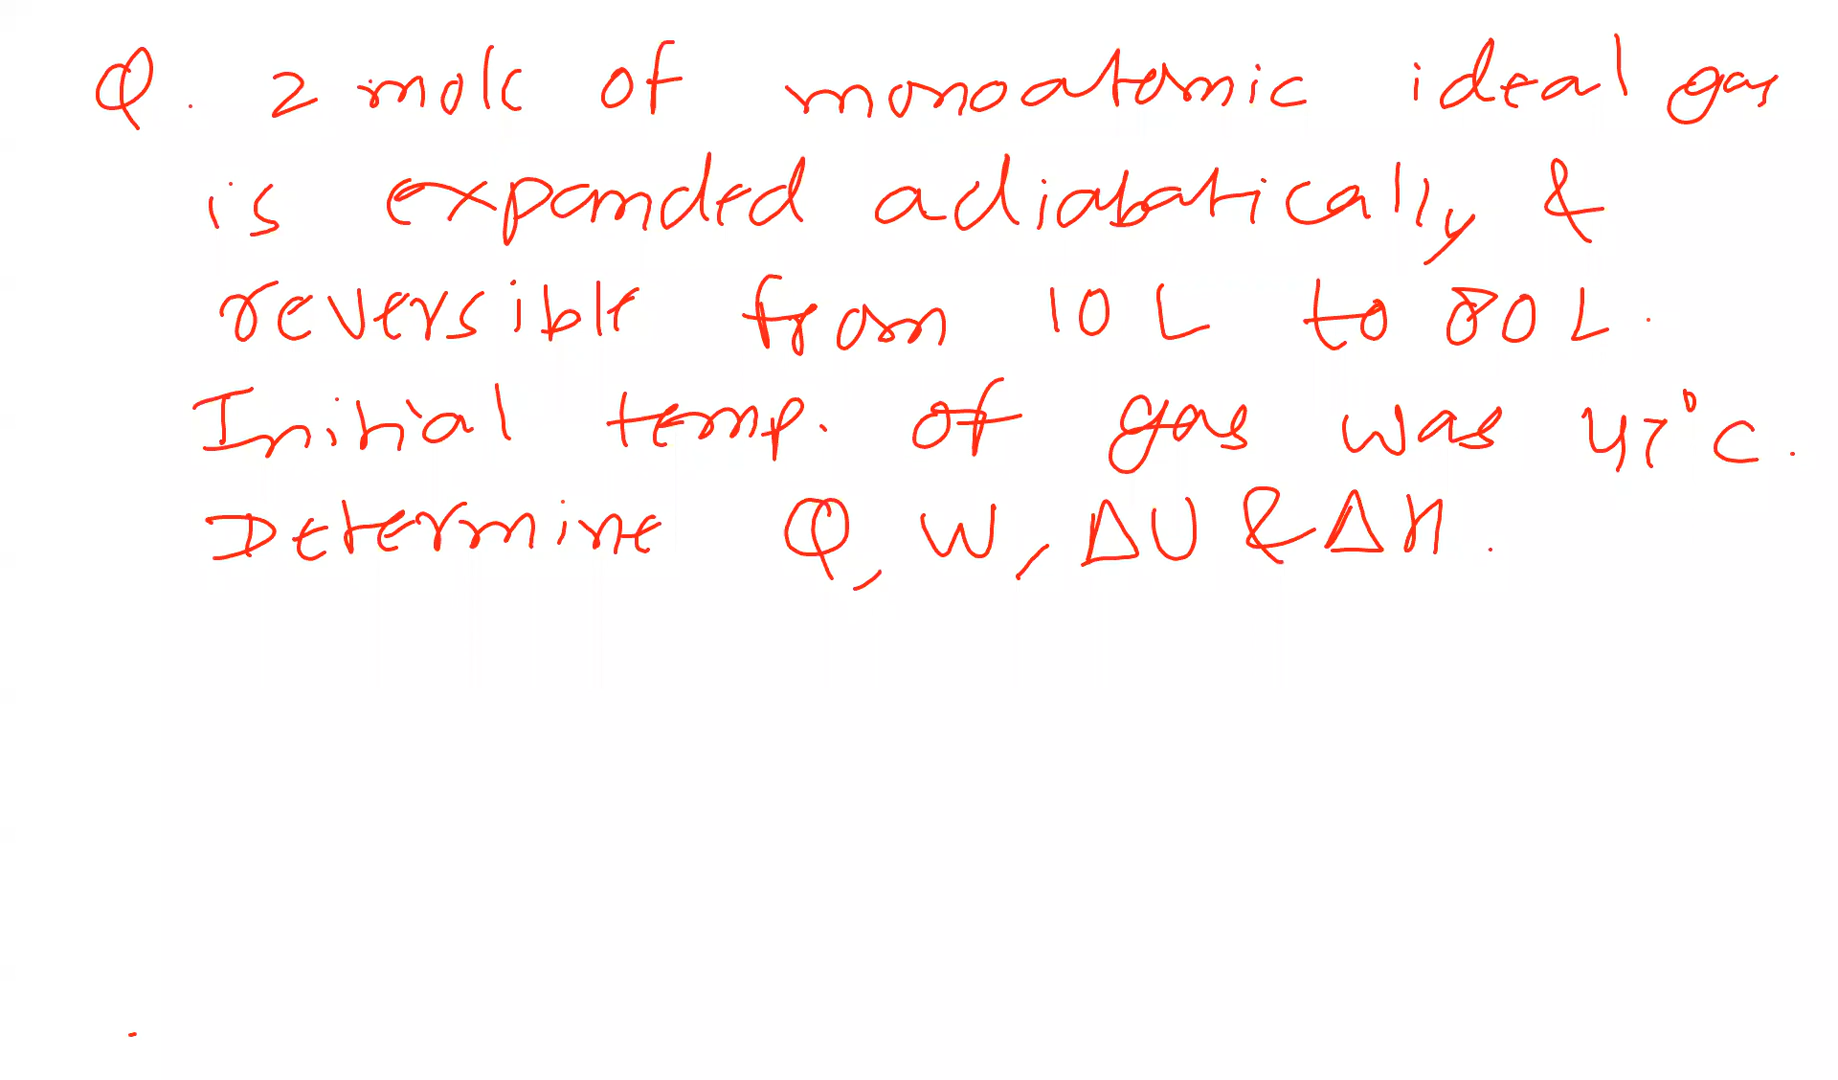 Q. 2 mole of monoatomic ideal gas
is expanded adiabatically &
reversible from 10 L to 80 L.
Initial temp. of gas was 47°C.
Determine Q, W, ΔU & ΔH.